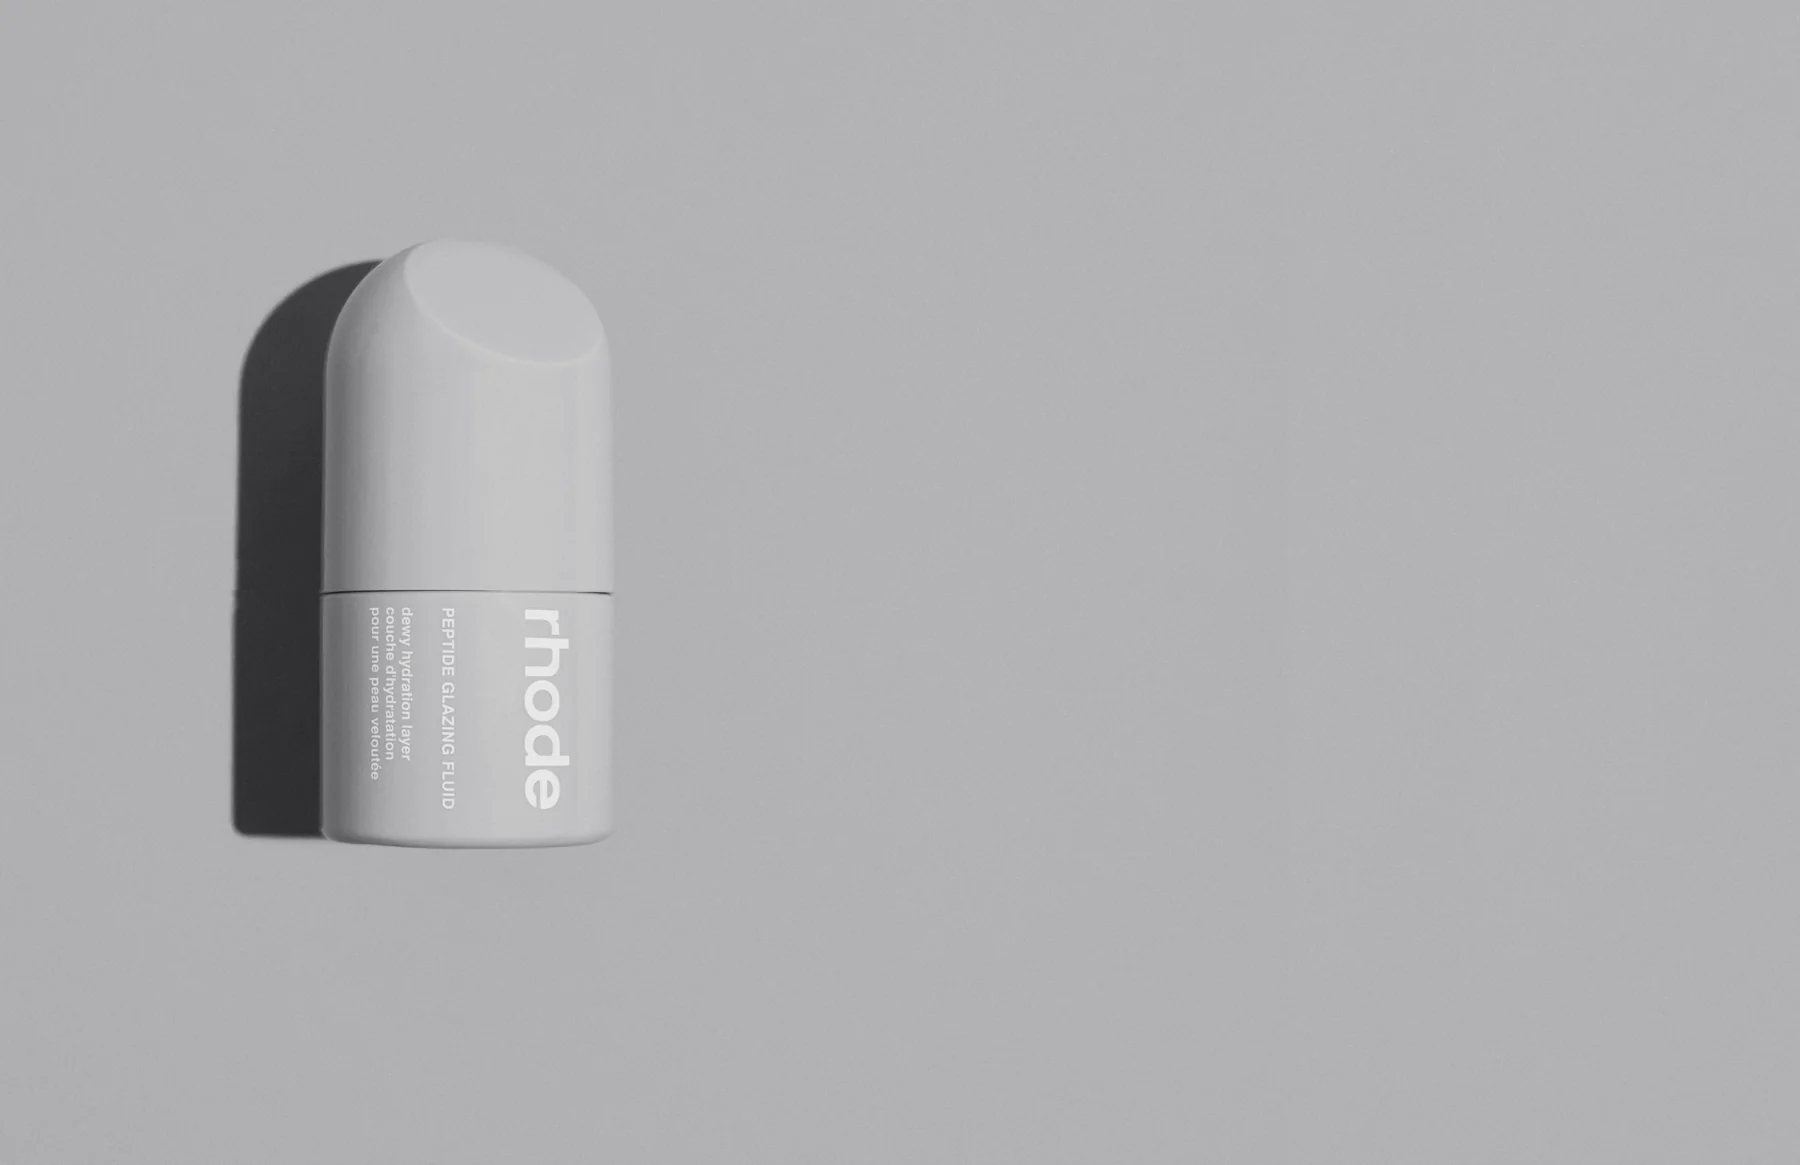 rhode
PEPTIDE GLAZING FLUID
dewy hydration layer
couche d'hydratation
pour une peau veloutée